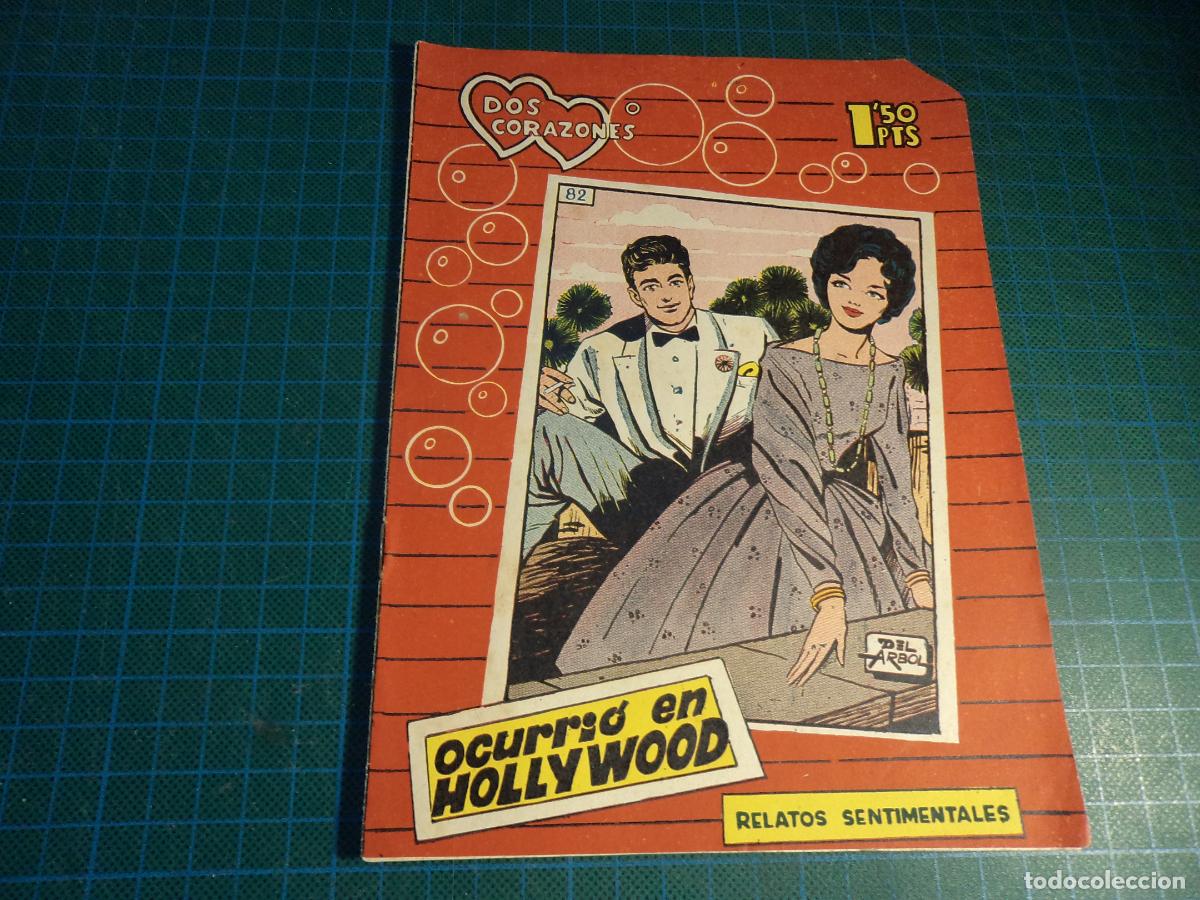 DOS
CORAZONES
1'50
PTS
82
DEL
ARBOL
ocurrió en
HOLLYWOOD
RELATOS SENTIMENTALES
todocoleccion